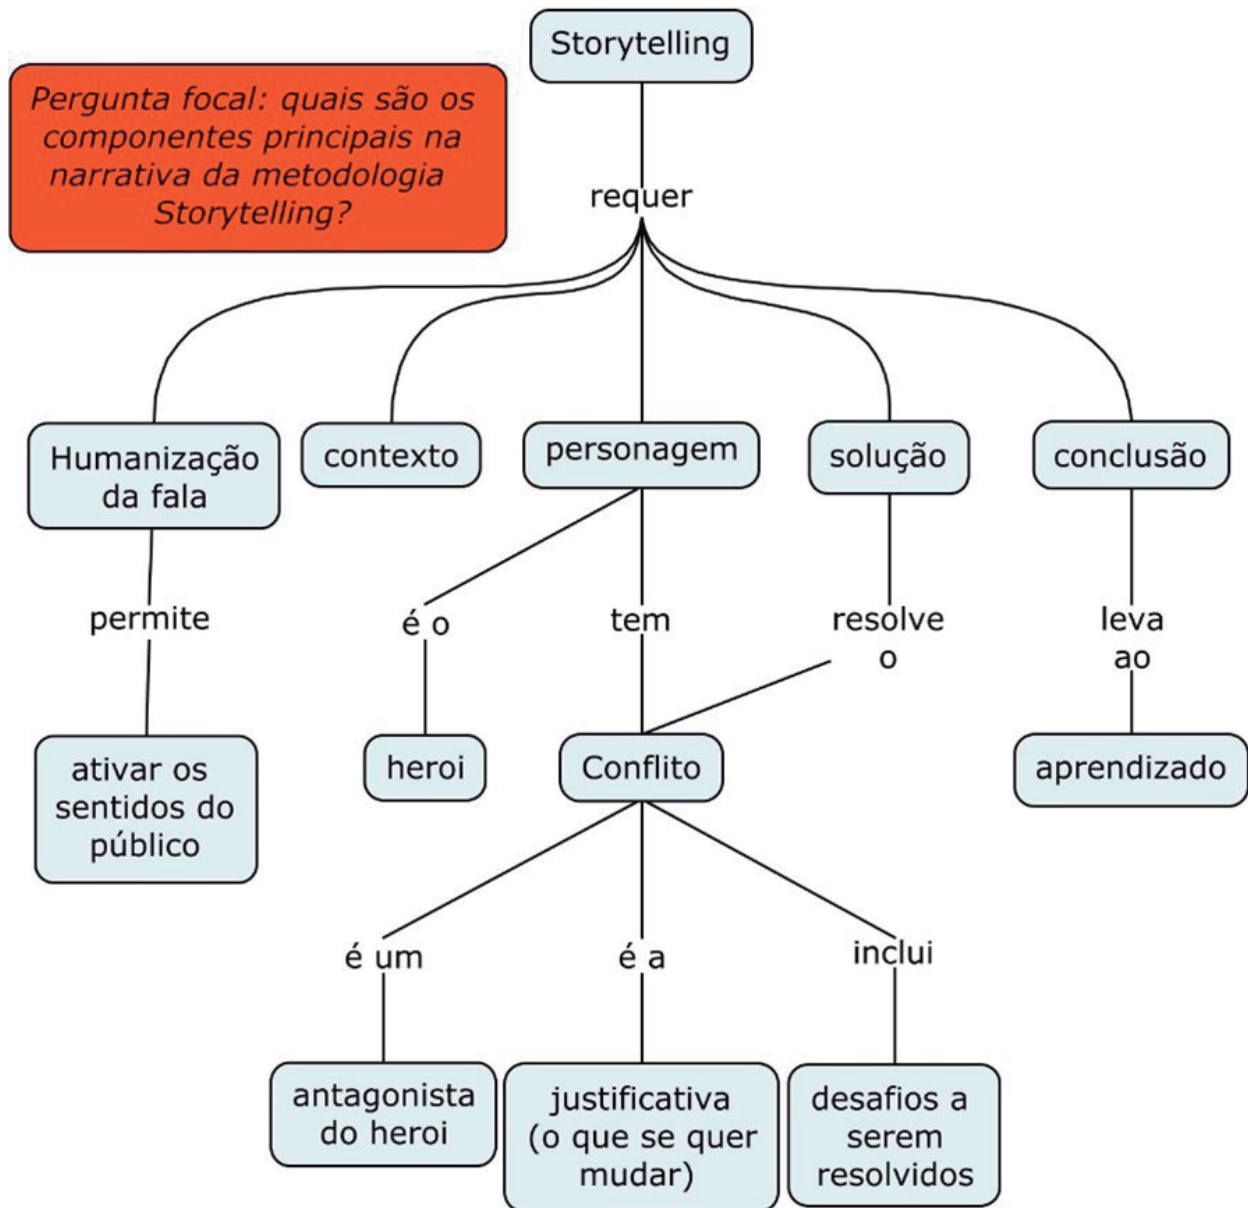 Storytelling
Pergunta focal: quais são os
componentes principais na
narrativa da metodologia
Storytelling?
requer
Humanização
da fala
contexto
personagem
solução
conclusão
permite
é o
tem
resolve
o
leva
ao
ativar os
sentidos do
público
heroi
Conflito
aprendizado
é um
é a
inclui
antagonista
do heroi
justificativa
(o que se quer
mudar)
desafios a
serem
resolvidos